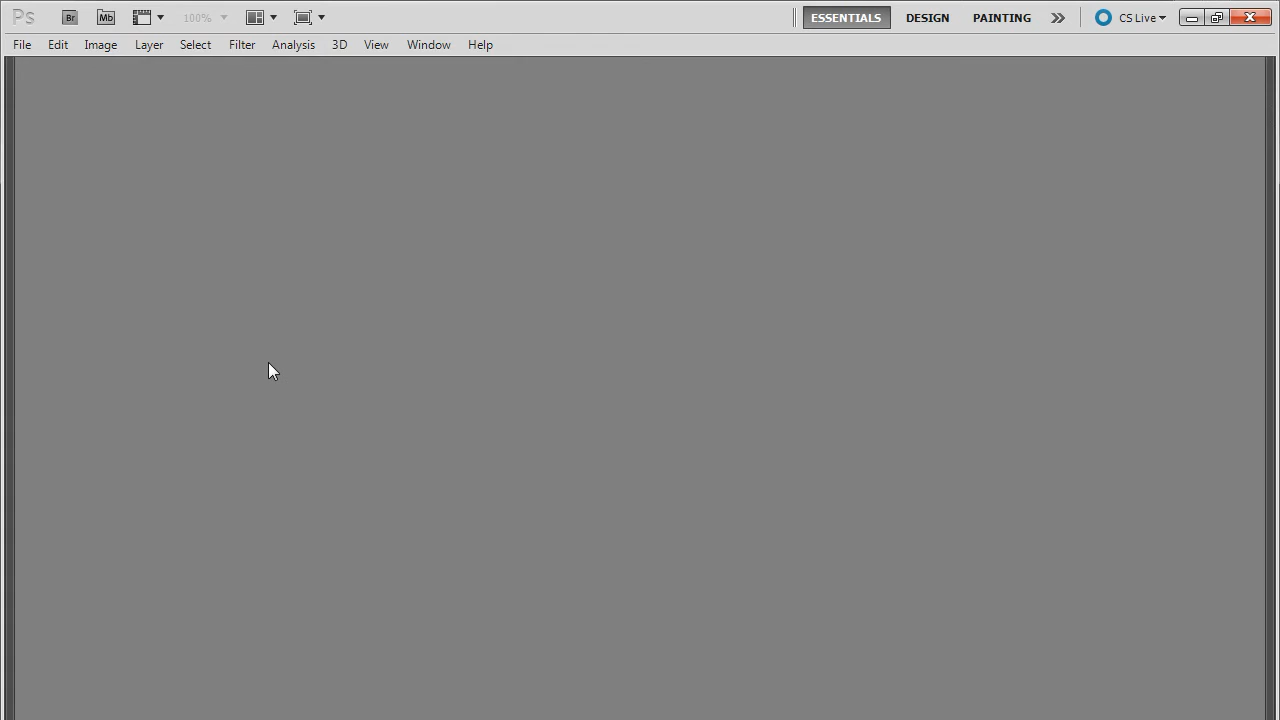 Ps Br Mb 100% ESSENTIALS DESIGN PAINTING CS Live
File Edit Image Layer Select Filter Analysis 3D View Window Help